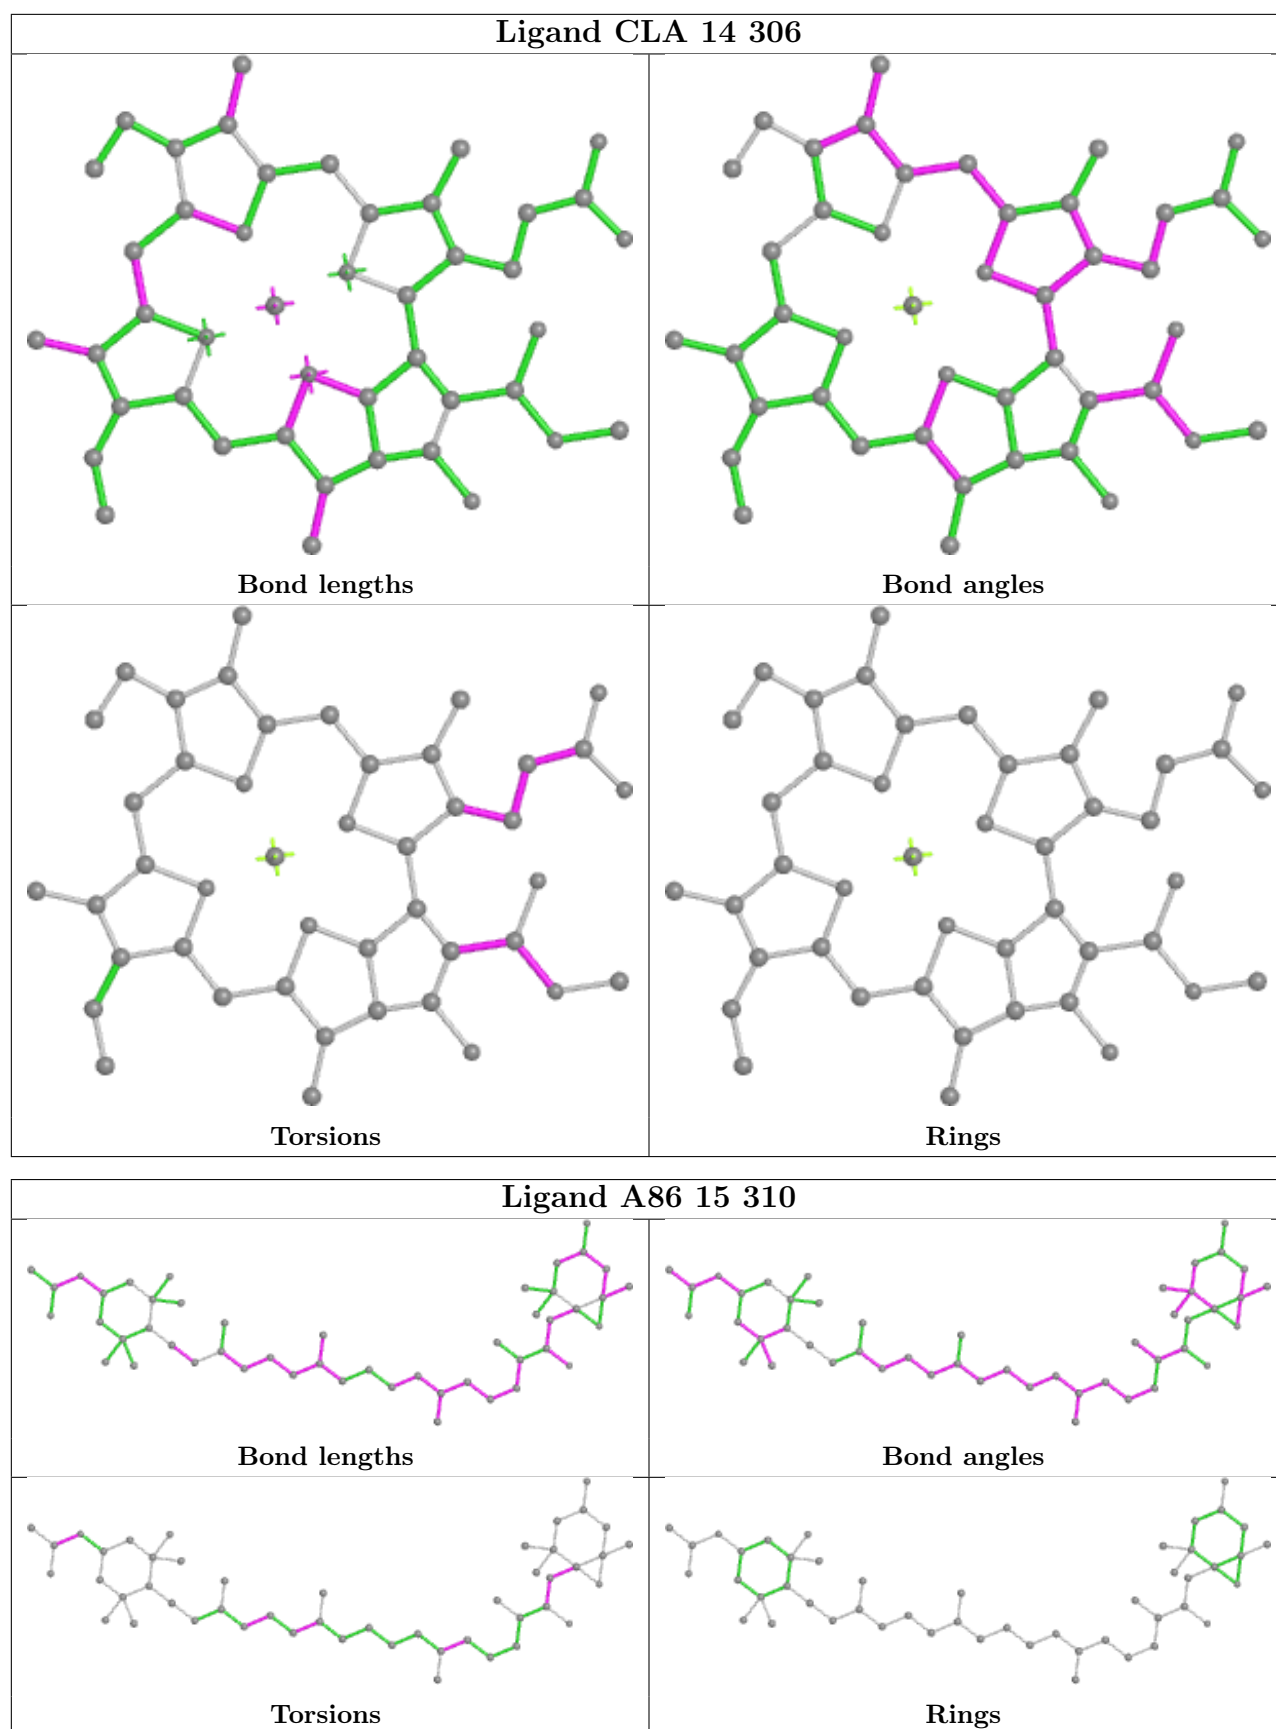 Ligand CLA 14 306
Bond lengths
Bond angles
Torsions
Rings
Ligand A86 15 310
Bond lengths
Bond angles
Torsions
Rings